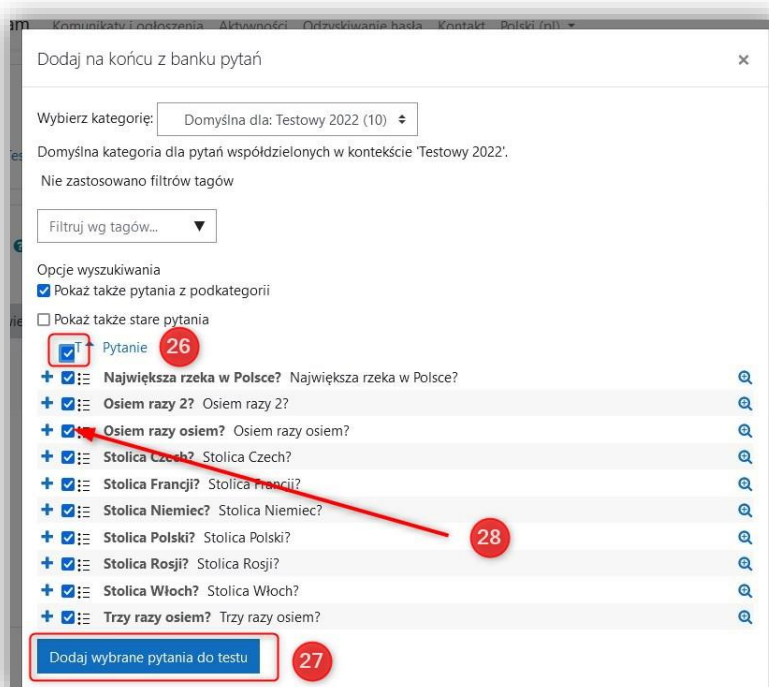 am Komunikaty i ogłoszenia Aktywności Odzyskiwanie hasła Kontakt Polski (pl)
Dodaj na końcu z banku pytań ×
Wybierz kategorię: Domyślna dla: Testowy 2022 (10)
Domyślna kategoria dla pytań współdzielonych w kontekście 'Testowy 2022'.
Nie zastosowano filtrów tagów
Filtruj wg tagów... ▼
Opcje wyszukiwania
Pokaż także pytania z podkategorii
Pokaż także stare pytania
T Pytanie 26
Największa rzeka w Polsce? Największa rzeka w Polsce?
Osiem razy 2? Osiem razy 2?
Osiem razy osiem? Osiem razy osiem?
Stolica Czech? Stolica Czech?
Stolica Francji? Stolica Francji?
Stolica Niemiec? Stolica Niemiec?
Stolica Polski? Stolica Polski? 28
Stolica Rosji? Stolica Rosji?
Stolica Włoch? Stolica Włoch?
Trzy razy osiem? Trzy razy osiem?
Dodaj wybrane pytania do testu 27